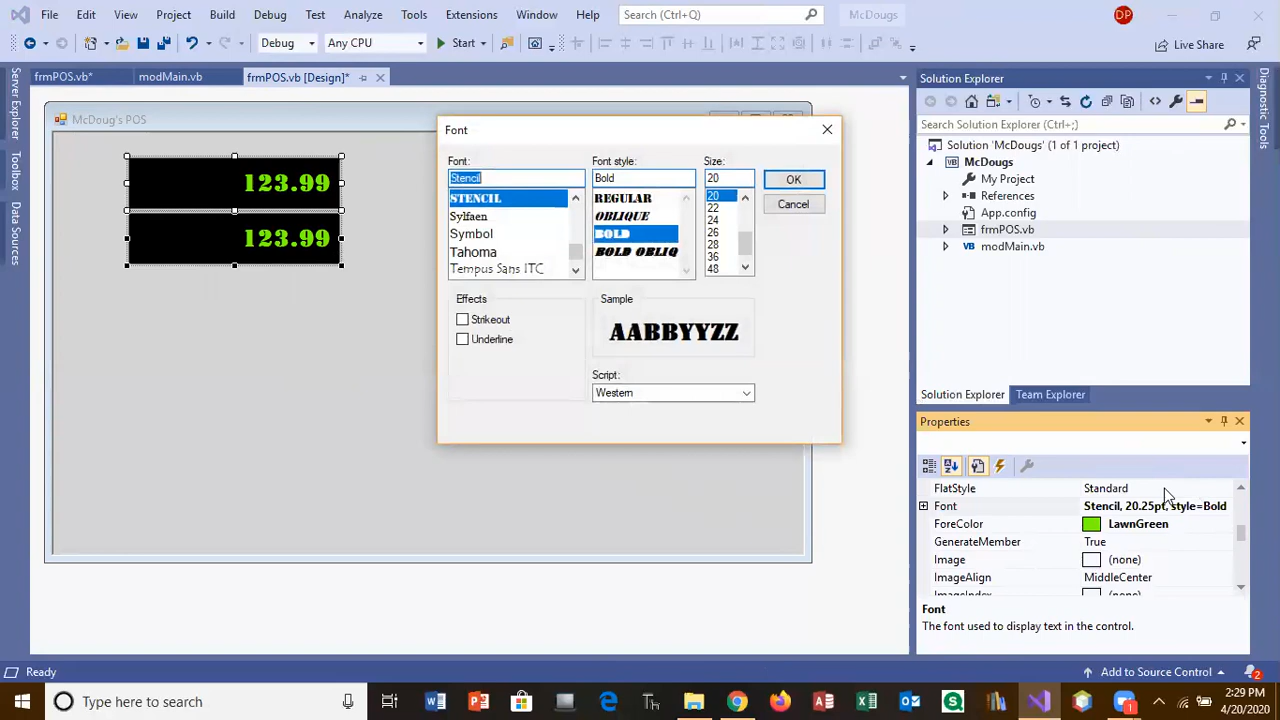 File Edit View Project Build Debug Test Analyze Tools Extensions Window Help Search (Ctrl+Q) McDougs DP
Debug Any CPU Start Live Share
frmPOS.vb* modMain.vb frmPOS.vb [Design]*
Server Explorer
Toolbox
Data Sources
McDoug's POS
123.99
123.99
Font
Font: Font style: Size:
Stencil Bold 20 OK
STENCIL REGULAR 20
Sylfaen OBLIQUE 22 Cancel
Symbol BOLD 24
Tahoma BOLD OBLIQ 26
Tempus Sans ITC 28
36
48
Effects
Strikeout
Underline
Sample
AABBYYZZ
Script:
Western
Solution Explorer
Search Solution Explorer (Ctrl+;)
Solution 'McDougs' (1 of 1 project)
McDougs
My Project
References
App.config
frmPOS.vb
modMain.vb
Solution Explorer Team Explorer
Diagnostic Tools
Properties
FlatStyle Standard
Font Stencil, 20.25pt, style=Bold
ForeColor LawnGreen
GenerateMember True
Image (none)
ImageAlign MiddleCenter
ImageIndex (none)
Font
The font used to display text in the control.
Ready Add to Source Control 2
Type here to search
2:29 PM
4/20/2020